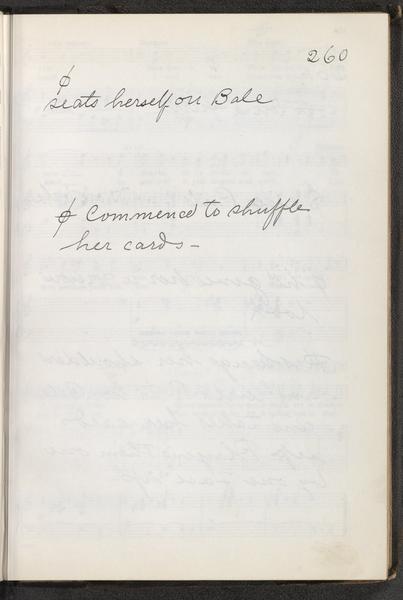 260
ϕ
seats herself on Bale
ϕ Commenced to shuffle
her cards –